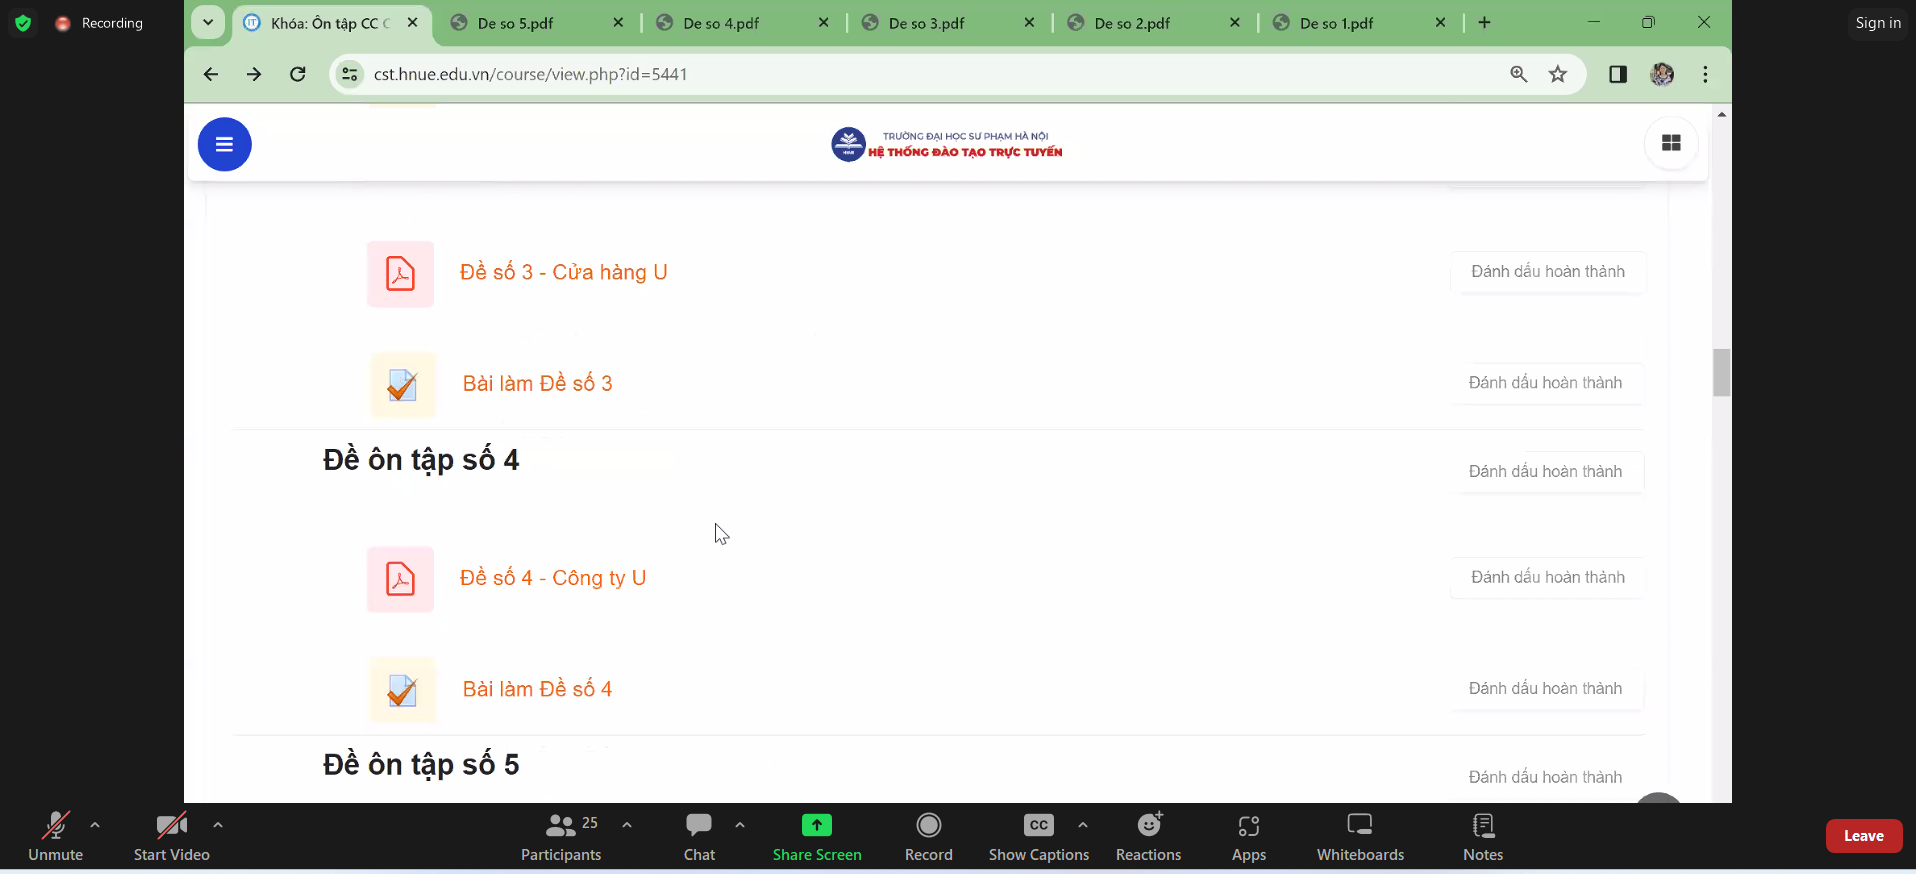 Recording
Khóa: Ôn tập CC C
De so 5.pdf
De so 4.pdf
De so 3.pdf
De so 2.pdf
De so 1.pdf
Sign in
cst.hnue.edu.vn/course/view.php?id=5441
TRƯỜNG ĐẠI HỌC SƯ PHẠM HÀ NỘI
HỆ THỐNG ĐÀO TẠO TRỰC TUYẾN
Đề số 3 - Cửa hàng U
Đánh dấu hoàn thành
Bài làm Đề số 3
Đánh dấu hoàn thành
Đề ôn tập số 4
Đánh dấu hoàn thành
Đề số 4 - Công ty U
Đánh dấu hoàn thành
Bài làm Đề số 4
Đánh dấu hoàn thành
Đề ôn tập số 5
Đánh dấu hoàn thành
25
CC
Unmute
Start Video
Participants
Chat
Share Screen
Record
Show Captions
Reactions
Apps
Whiteboards
Notes
Leave